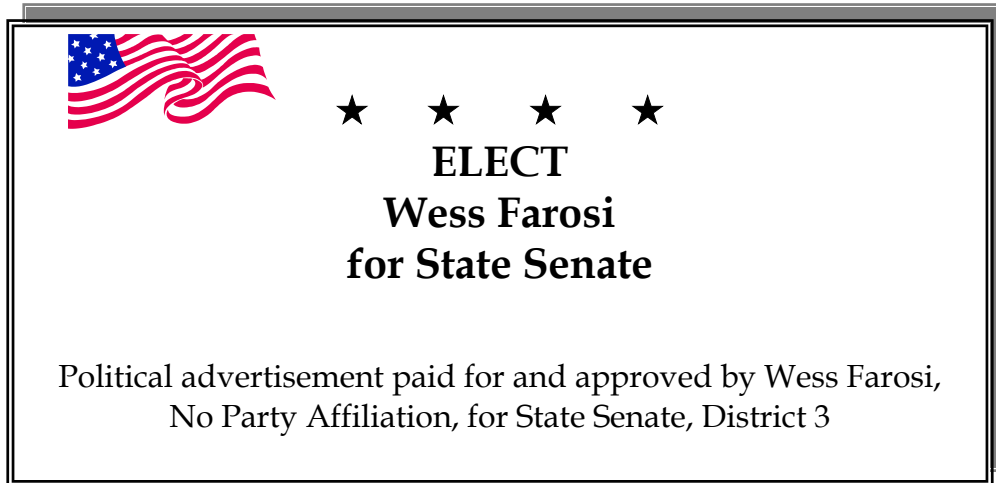 ELECT
Wess Farosi
for State Senate
Political advertisement paid for and approved by Wess Farosi,
No Party Affiliation, for State Senate, District 3